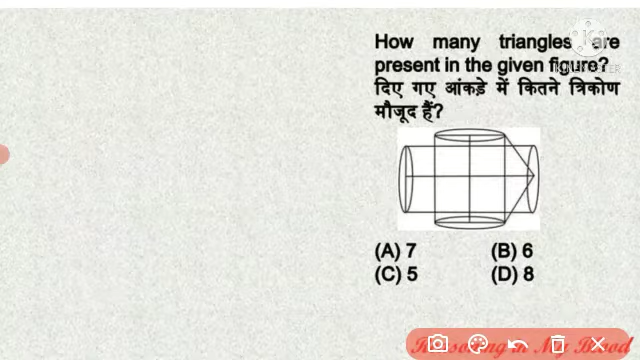 How many triangles are
present in the given figure?
दिए गए आंकड़े में कितने त्रिकोण
मौजूद हैं?
(A) 7 (B) 6
(C) 5 (D) 8